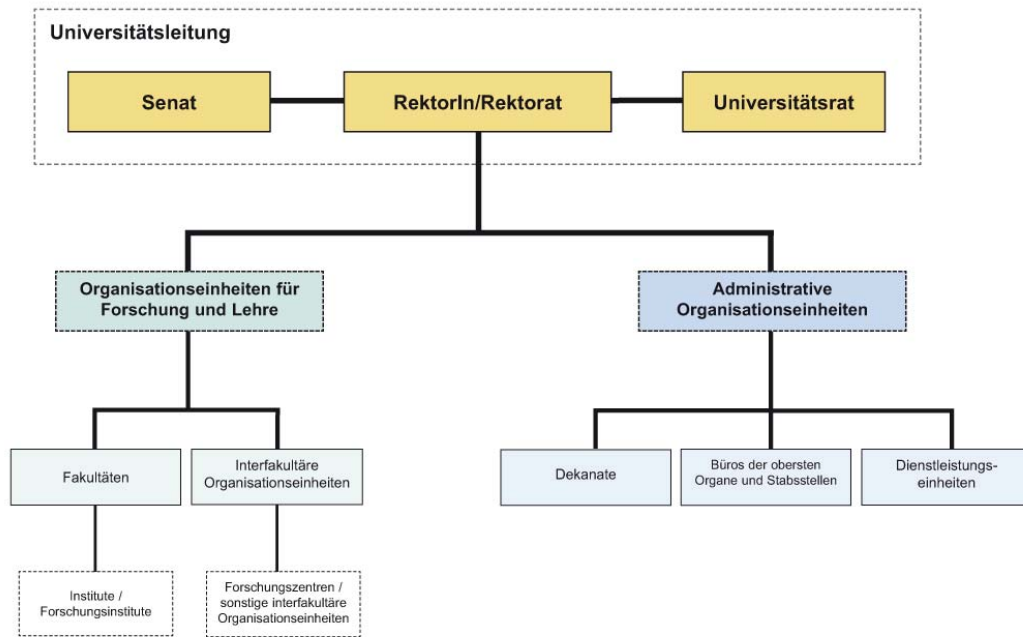 Universitätsleitung
Senat
RektorIn/Rektorat
Universitätsrat
Organisationseinheiten für
Forschung und Lehre
Administrative
Organisationseinheiten
Fakultäten
Interfakultäre
Organisationseinheiten
Dekanate
Büros der obersten
Organe und Stabsstellen
Dienstleistungs-
einheiten
Institute /
Forschungsinstitute
Forschungszentren /
sonstige interfakultäre
Organisationseinheiten